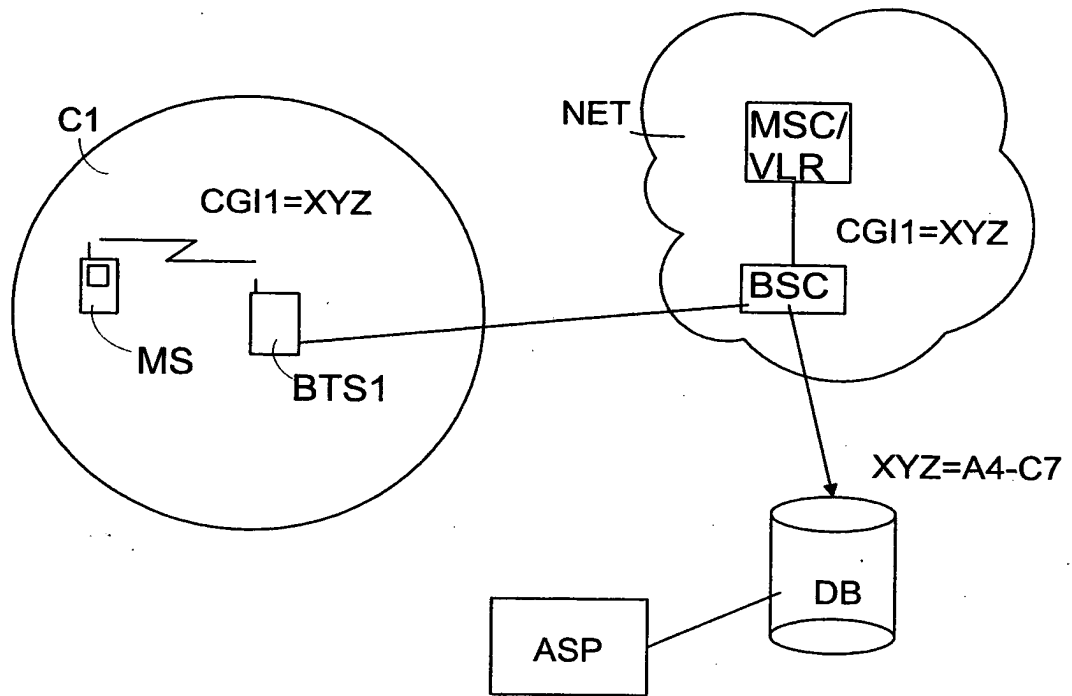 C1
CGI1=XYZ
MS
BTS1
NET
MSC/
VLR
CGI1=XYZ
BSC
XYZ=A4-C7
DB
ASP